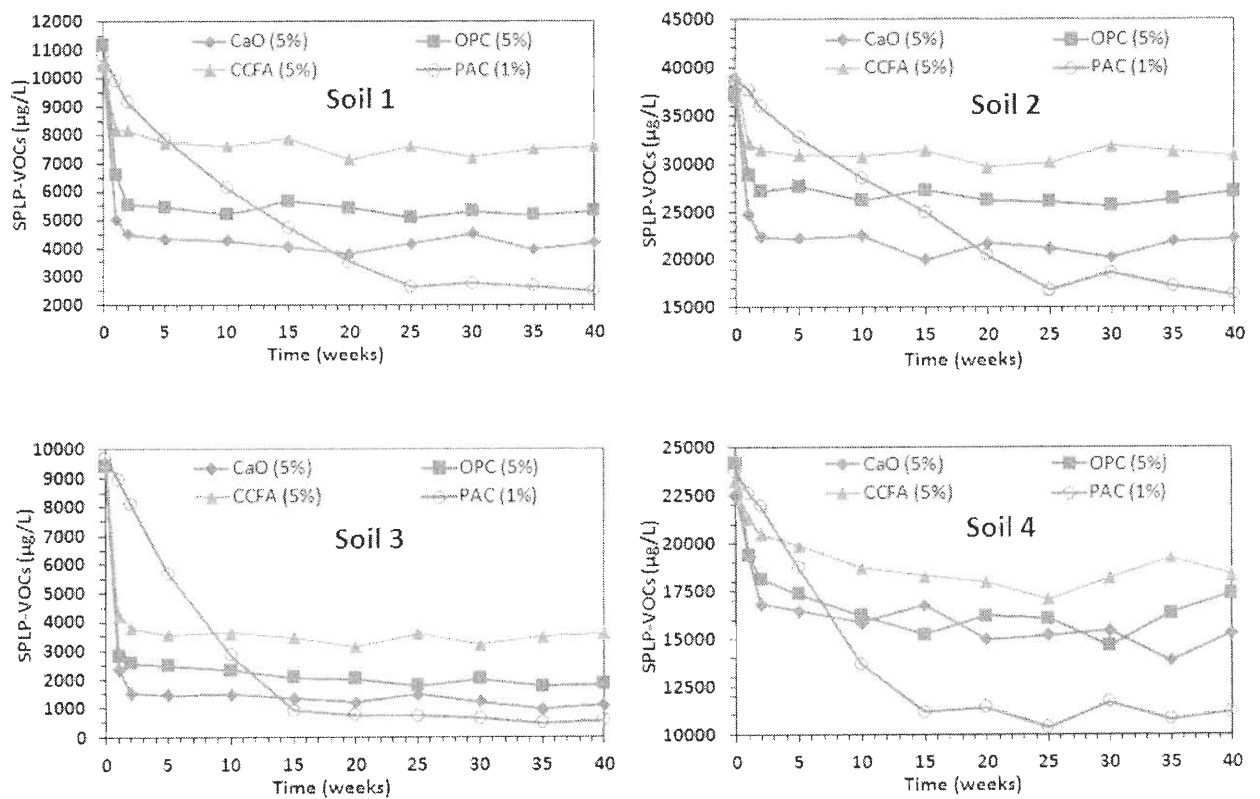 CaO (5%) OPC (5%)
CCFA (5%) PAC (1%)
Soil 1
SPLP-VOCs (µg/L)
12000
11000
10000
9000
8000
7000
6000
5000
4000
3000
2000
0 5 10 15 20 25 30 35 40
Time (weeks)
CaO (5%) OPC (5%)
CCFA (5%) PAC (1%)
Soil 2
SPLP-VOCs (µg/L)
45000
40000
35000
30000
25000
20000
15000
0 5 10 15 20 25 30 35 40
Time (weeks)
CaO (5%) OPC (5%)
CCFA (5%) PAC (1%)
Soil 3
SPLP-VOCs (µg/L)
10000
9000
8000
7000
6000
5000
4000
3000
2000
1000
0
0 5 10 15 20 25 30 35 40
Time (weeks)
CaO (5%) OPC (5%)
CCFA (5%) PAC (1%)
Soil 4
SPLP-VOCs (µg/L)
25000
22500
20000
17500
15000
12500
10000
0 5 10 15 20 25 30 35 40
Time (weeks)